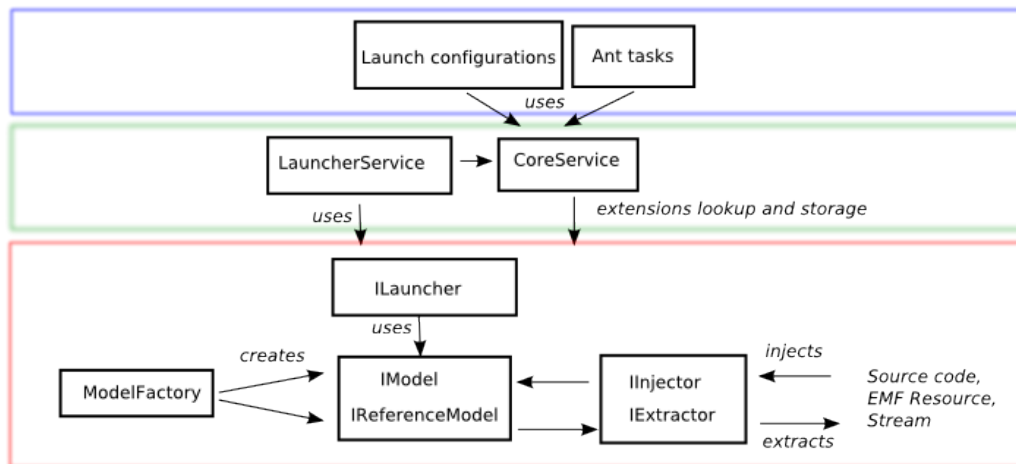 Launch configurations
Ant tasks
uses
LauncherService
CoreService
uses
extensions lookup and storage
ILauncher
uses
creates
ModelFactory
IModel
IReferenceModel
IInjector
IExtractor
injects
Source code,
EMF Resource,
Stream
extracts